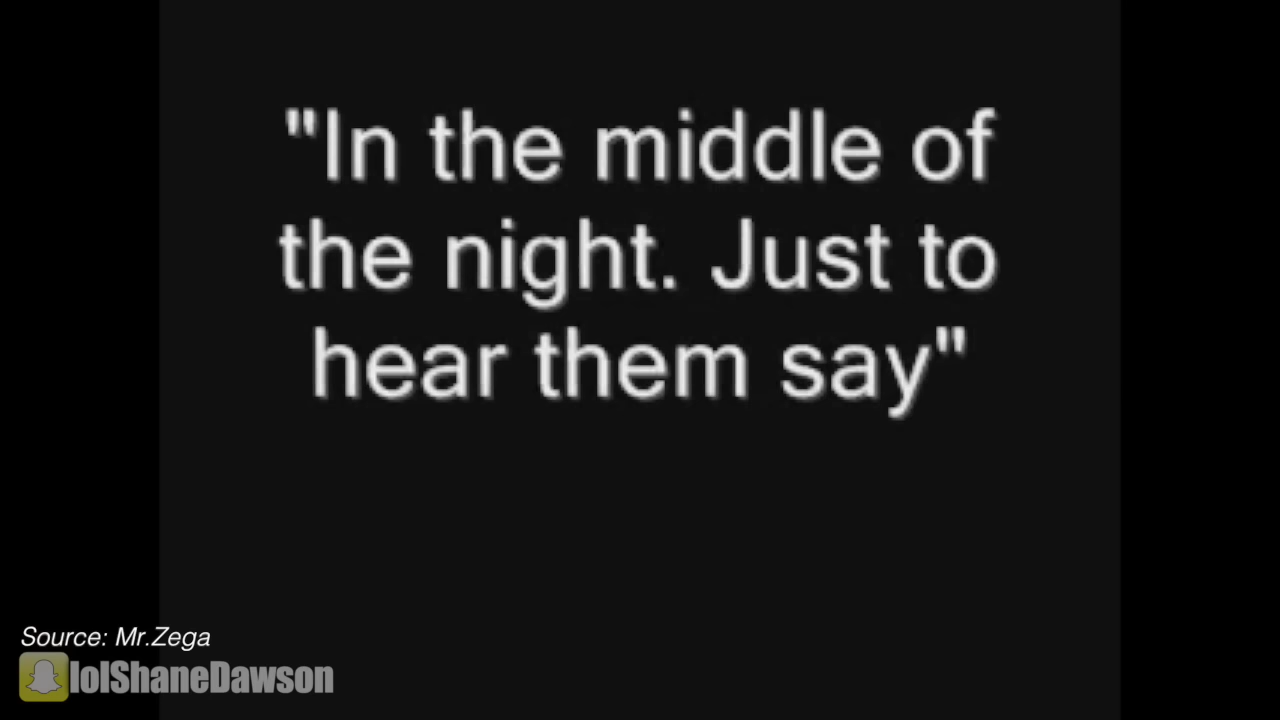 "In the middle of
the night. Just to
hear them say"
Source: Mr.Zega
lolShaneDawson